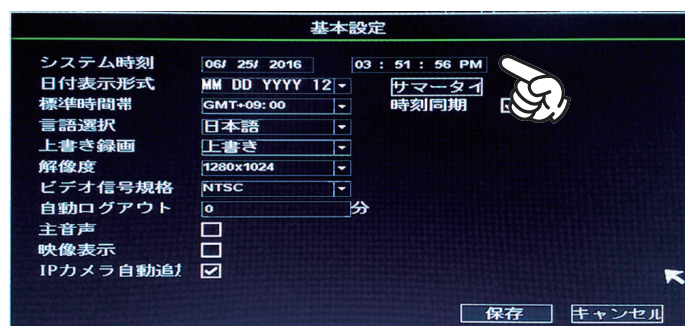 基本設定
システム時刻 06/ 25/ 2016 03 : 51 : 56 PM
日付表示形式 MM DD YYYY 12 サマータイ
標準時間帯 GMT+09:00 時刻同期
言語選択 日本語
上書き録画 上書き
解像度 1280x1024
ビデオ信号規格 NTSC
自動ログアウト 0 分
主音声
映像表示
IPカメラ自動追
保存 キャンセル